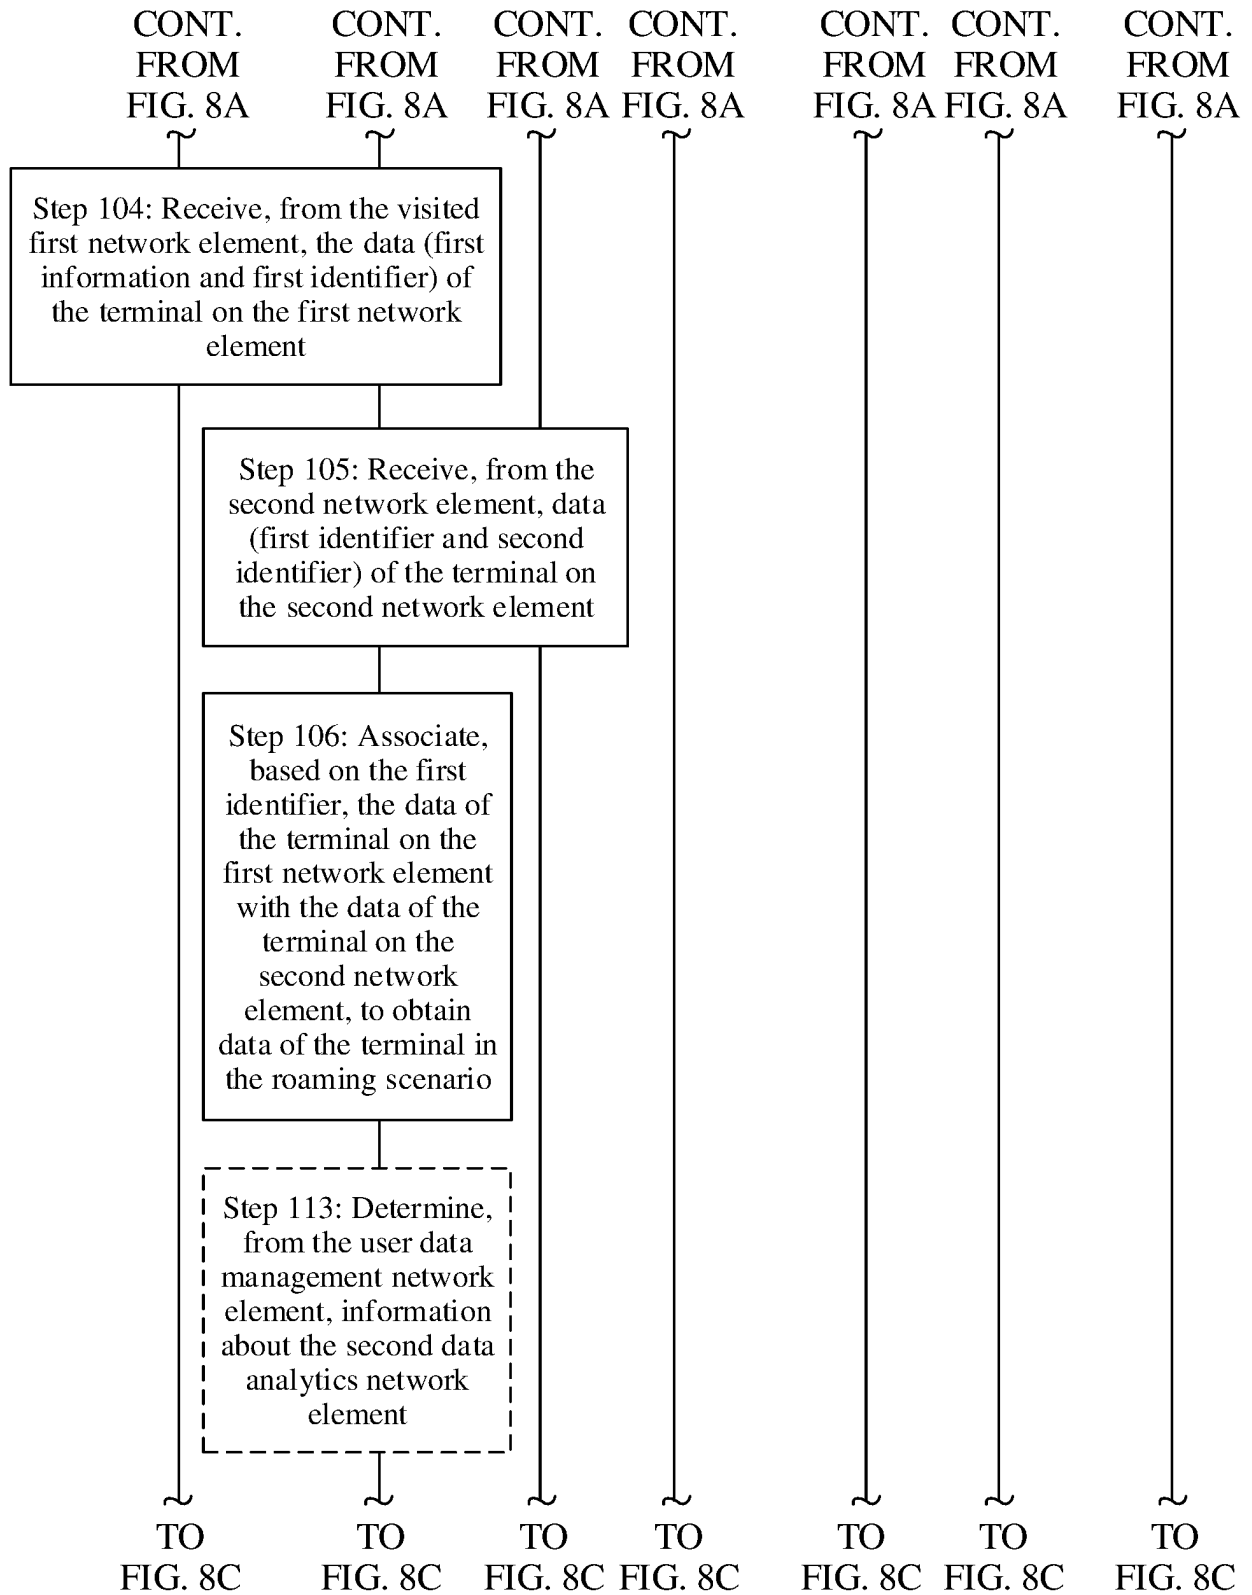 CONT. CONT. CONT. CONT. CONT. CONT. CONT.
FROM FROM FROM FROM FROM FROM FROM
FIG. 8A FIG. 8A FIG. 8A FIG. 8A FIG. 8A FIG. 8A FIG. 8A
Step 104: Receive, from the visited
first network element, the data (first
information and first identifier) of
the terminal on the first network
element
Step 105: Receive, from the
second network element, data
(first identifier and second
identifier) of the terminal on
the second network element
Step 106: Associate,
based on the first
identifier, the data of
the terminal on the
first network element
with the data of the
terminal on the
second network
element, to obtain
data of the terminal in
the roaming scenario
Step 113: Determine,
from the user data
management network
element, information
about the second data
analytics network
element
TO TO TO TO TO TO TO
FIG. 8C FIG. 8C FIG. 8C FIG. 8C FIG. 8C FIG. 8C FIG. 8C